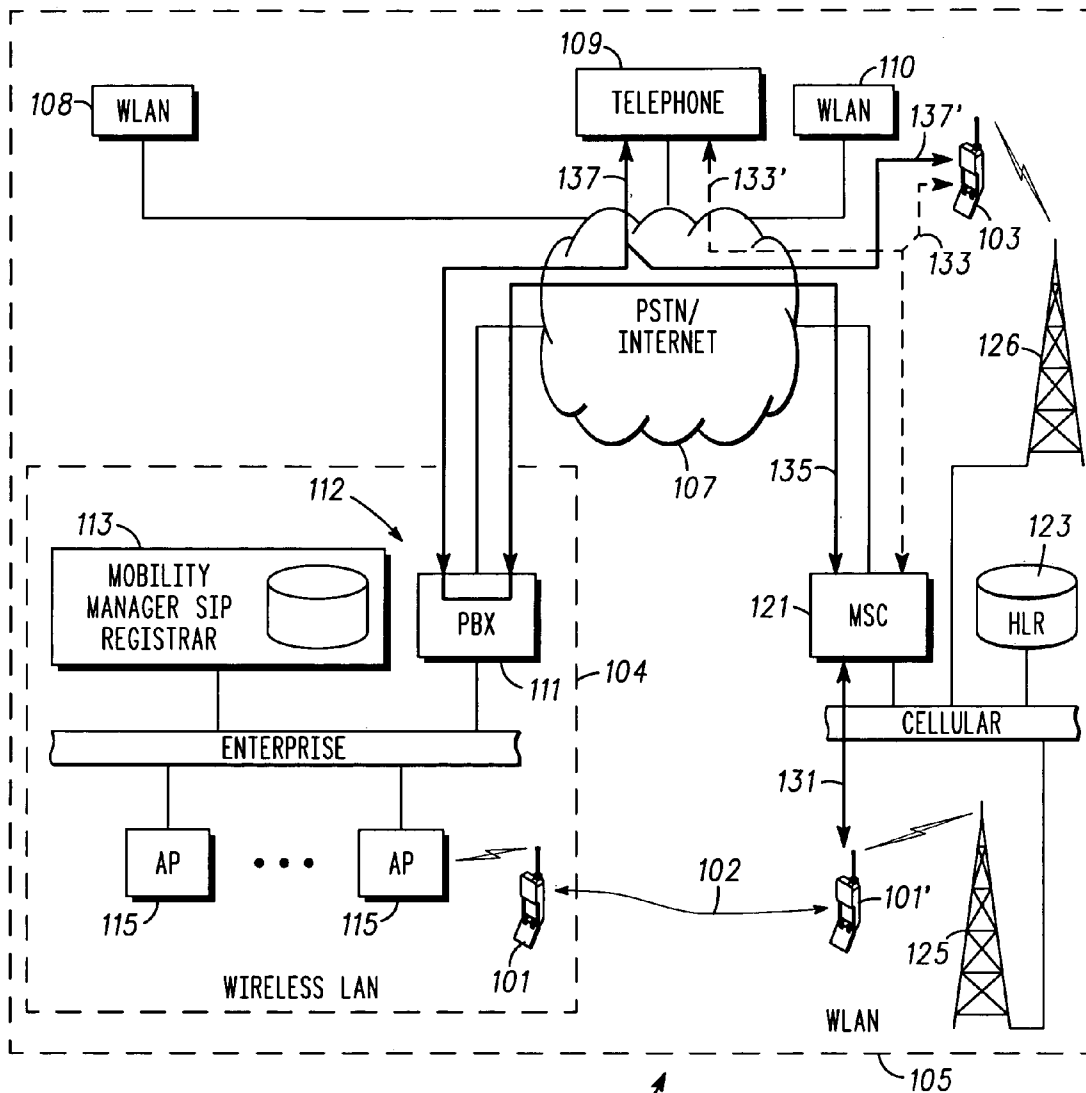 109
110
108
WLAN
TELEPHONE
WLAN
137'
137
133'
103
133
PSTN/
INTERNET
126
107
135
112
113
123
MOBILITY
MANAGER SIP
REGISTRAR
PBX
121
MSC
HLR
111
104
CELLULAR
ENTERPRISE
131
AP
AP
102
101'
115
115
101
125
WIRELESS LAN
WLAN
105